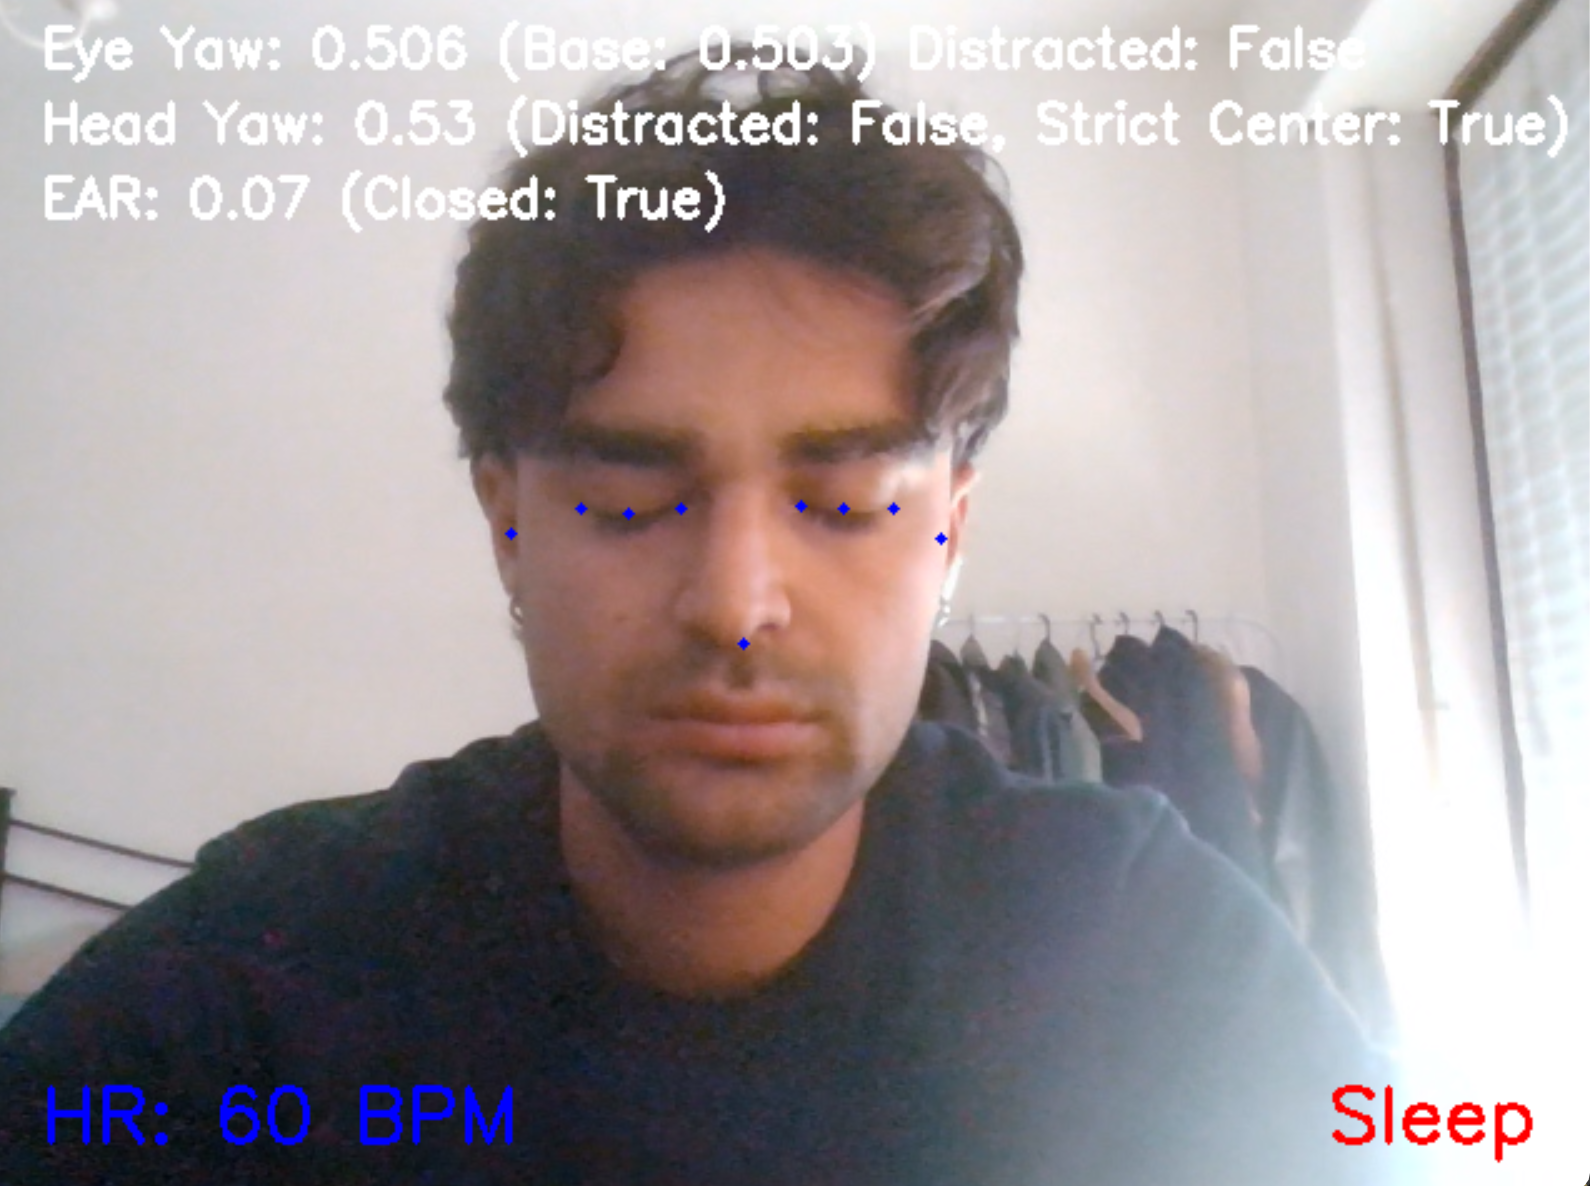 Eye Yaw: 0.506 (Base: 0.503) Distracted: False
Head Yaw: 0.53 (Distracted: False, Strict Center: True)
EAR: 0.07 (Closed: True)
HR: 60 BPM
Sleep